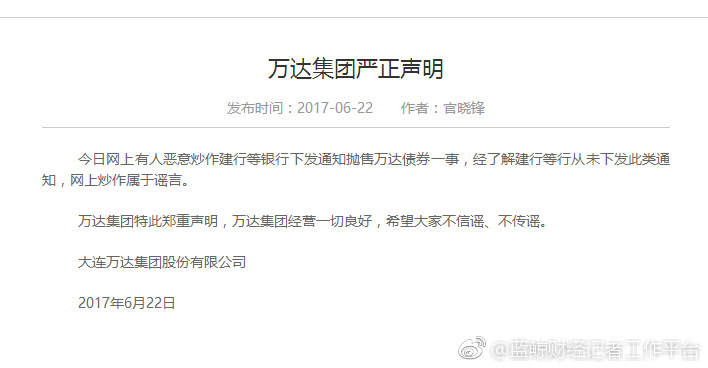 万达集团严正声明
发布时间：2017-06-22 作者：官晓锋
今日网上有人恶意炒作建行等银行下发通知抛售万达债券一事，经了解建行等行从未下发此类通
知，网上炒作属于谣言。
万达集团特此郑重声明，万达集团经营一切良好，希望大家不信谣、不传谣。
大连万达集团股份有限公司
2017年6月22日
@蓝鲸财经记者工作平台